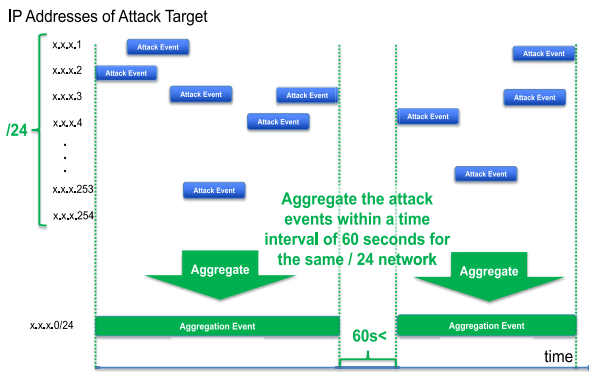 IP Addresses of Attack Target
x.x.x.1
Attack Event
Attack Event
x.x.x.2
Attack Event
x.x.x.3
Attack Event
Attack Event
Attack Event
x.x.x.4
Attack Event
Attack Event
/24
.
.
.
Attack Event
x.x.x.253
Attack Event
x.x.x.254
Aggregate the attack
events within a time
interval of 60 seconds for
the same / 24 network
Aggregate
Aggregate
x.x.x.0/24
Aggregation Event
Aggregation Event
60s<
time